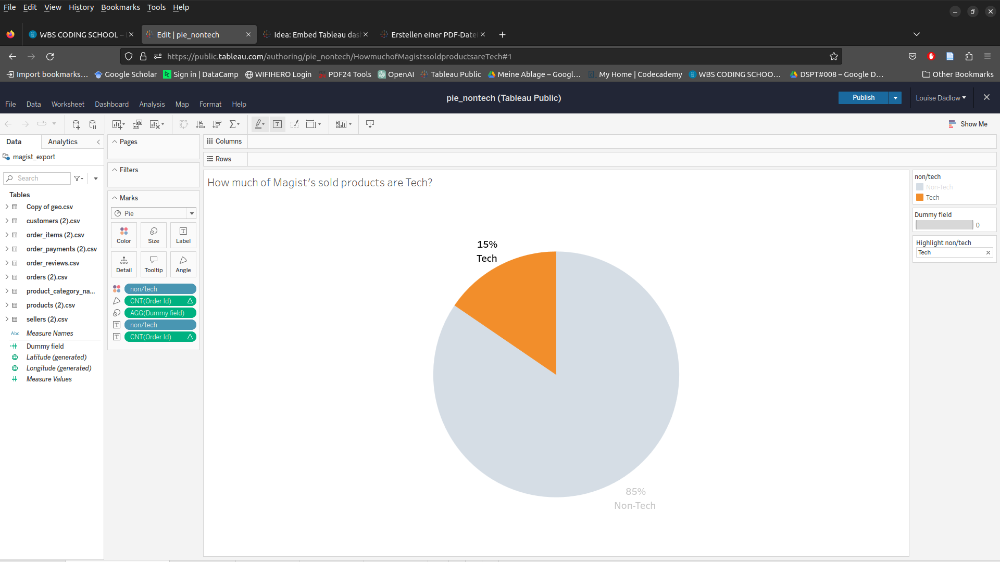 File Edit View History Bookmarks Tools Help
WBS CODING SCHOOL –
Edit | pie_nontech
Idea: Embed Tableau das
Erstellen einer PDF-Datei
https://public.tableau.com/authoring/pie_nontech/HowmuchofMagistssoldproductsareTech#1
Import bookmarks... Google Scholar Sign in | DataCamp WIFIHERO Login PDF24 Tools OpenAI Tableau Public Meine Ablage – Googl... My Home | Codecademy WBS CODING SCHOO... DSPT#008 – Google D... Other Bookmarks
pie_nontech (Tableau Public)
Publish
Louise Dädlow
File Data Worksheet Dashboard Analysis Map Format Help
Show Me
Data Analytics
magist_export
Search
Tables
Copy of geo.csv
customers (2).csv
order_items (2).csv
order_payments (2).csv
order_reviews.csv
orders (2).csv
product_category_na...
products (2).csv
sellers (2).csv
Abc Measure Names
Dummy field
Latitude (generated)
Longitude (generated)
Measure Values
Pages
Filters
Marks
Pie
Color Size Label
Detail Tooltip Angle
non/tech
CNT(Order Id)
AGG(Dummy field)
non/tech
CNT(Order Id)
Columns
Rows
How much of Magist's sold products are Tech?
15%
Tech
85%
Non-Tech
non/tech
Non-Tech
Tech
Dummy field
0
Highlight non/tech
Tech